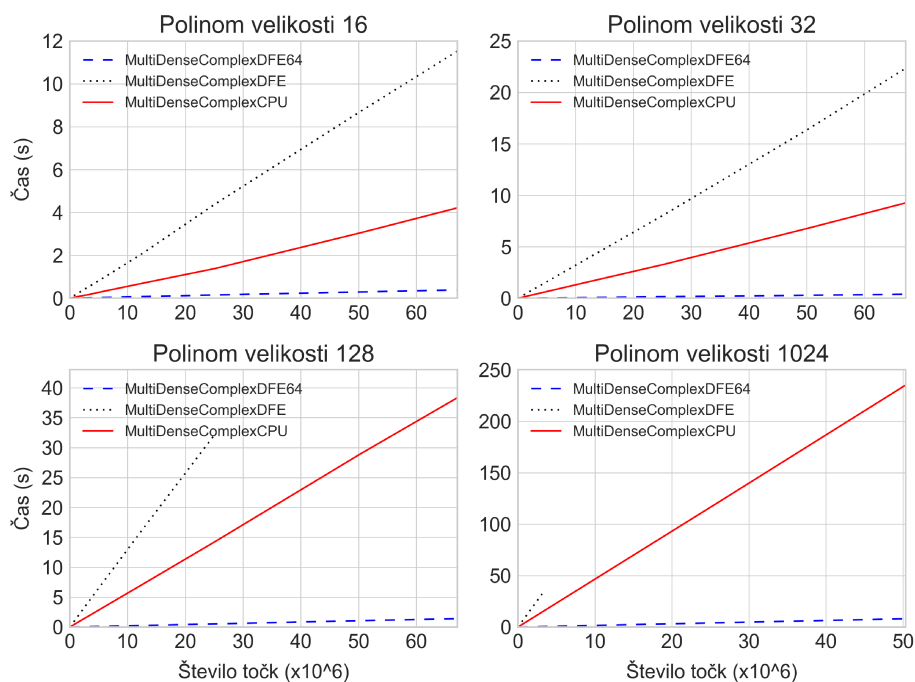 Polinom velikosti 16
MultiDenseComplexDFE64
MultiDenseComplexDFE
MultiDenseComplexCPU
Čas (s)
12
10
8
6
4
2
0
0 10 20 30 40 50 60
Polinom velikosti 32
MultiDenseComplexDFE64
MultiDenseComplexDFE
MultiDenseComplexCPU
25
20
15
10
5
0
0 10 20 30 40 50 60
Polinom velikosti 128
MultiDenseComplexDFE64
MultiDenseComplexDFE
MultiDenseComplexCPU
Čas (s)
40
35
30
25
20
15
10
5
0
0 10 20 30 40 50 60
Število točk (x10^6)
Polinom velikosti 1024
MultiDenseComplexDFE64
MultiDenseComplexDFE
MultiDenseComplexCPU
250
200
150
100
50
0
0 10 20 30 40 50
Število točk (x10^6)